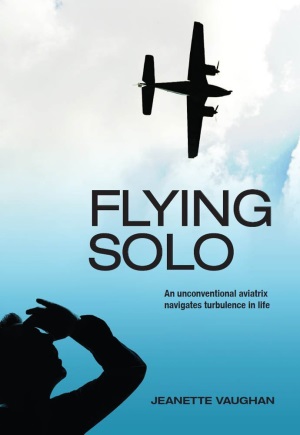 FLYING
SOLO
An unconventional aviatrix
navigates turbulence in life
JEANETTE VAUGHAN